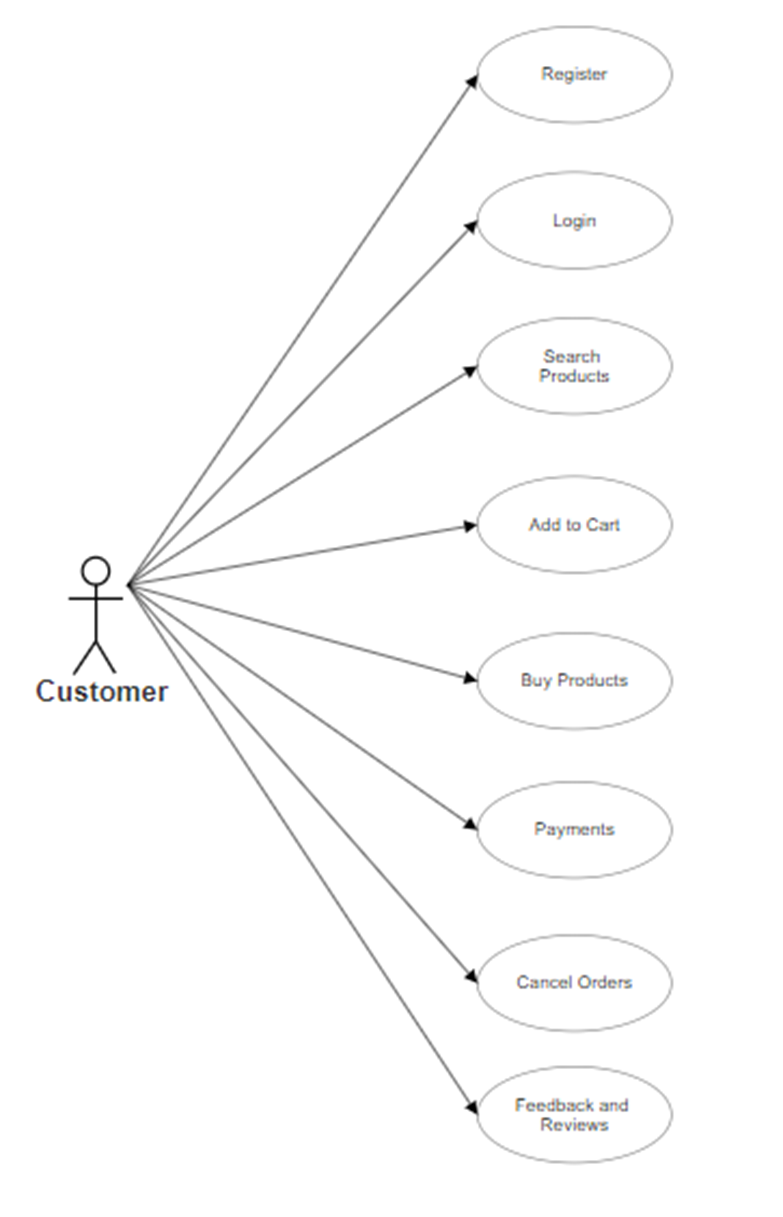 Register
Login
Search
Products
Add to Cart
Customer
Buy Products
Payments
Cancel Orders
Feedback and
Reviews